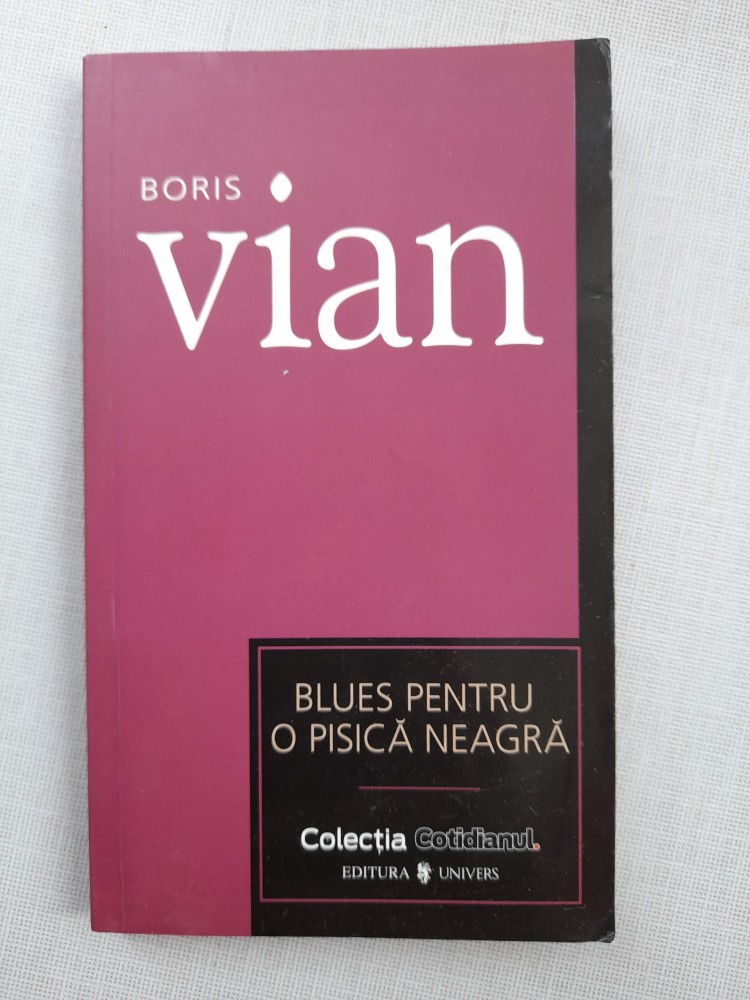 BORIS
vian
BLUES PENTRU
O PISICĂ NEAGRĂ
Colecția Cotidianul.
EDITURA UNIVERS